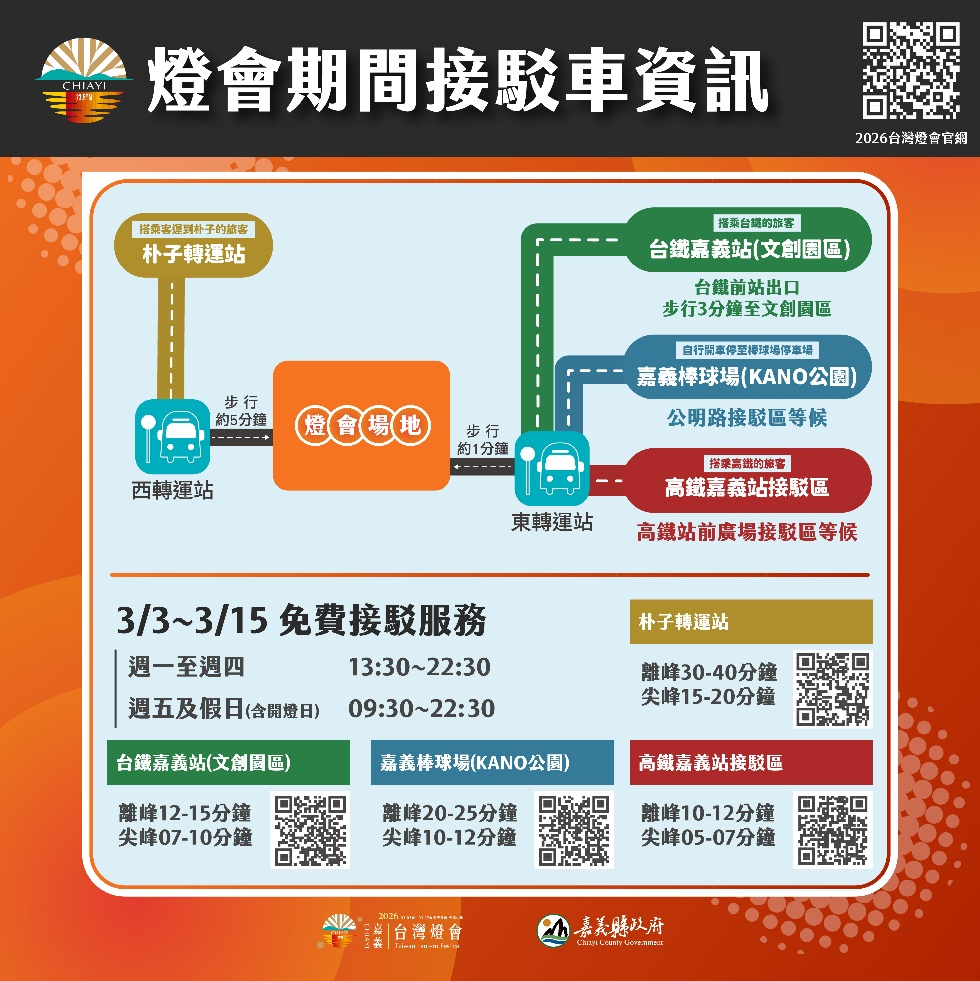 CHIAYI
23.5°N
燈會期間接駁車資訊
2026台灣燈會官網
搭乘客運到朴子的旅客
朴子轉運站
搭乘台鐵的旅客
台鐵嘉義站(文創園區)
台鐵前站出口
步行3分鐘至文創園區
自行開車停至棒球場停車場
嘉義棒球場(KANO公園)
公明路接駁區等候
步行
約5分鐘
燈會場地
步行
約1分鐘
搭乘高鐵的旅客
高鐵嘉義站接駁區
高鐵站前廣場接駁區等候
西轉運站
東轉運站
3/3~3/15 免費接駁服務
週一至週四 13:30~22:30
週五及假日(含開燈日) 09:30~22:30
朴子轉運站
離峰30-40分鐘
尖峰15-20分鐘
台鐵嘉義站(文創園區)
離峰12-15分鐘
尖峰07-10分鐘
嘉義棒球場(KANO公園)
離峰20-25分鐘
尖峰10-12分鐘
高鐵嘉義站接駁區
離峰10-12分鐘
尖峰05-07分鐘
CHIAYI
CHIAYI
嘉義
2026
台灣燈會
Taiwan Lantern Festival
嘉義縣政府
Chiayi County Government